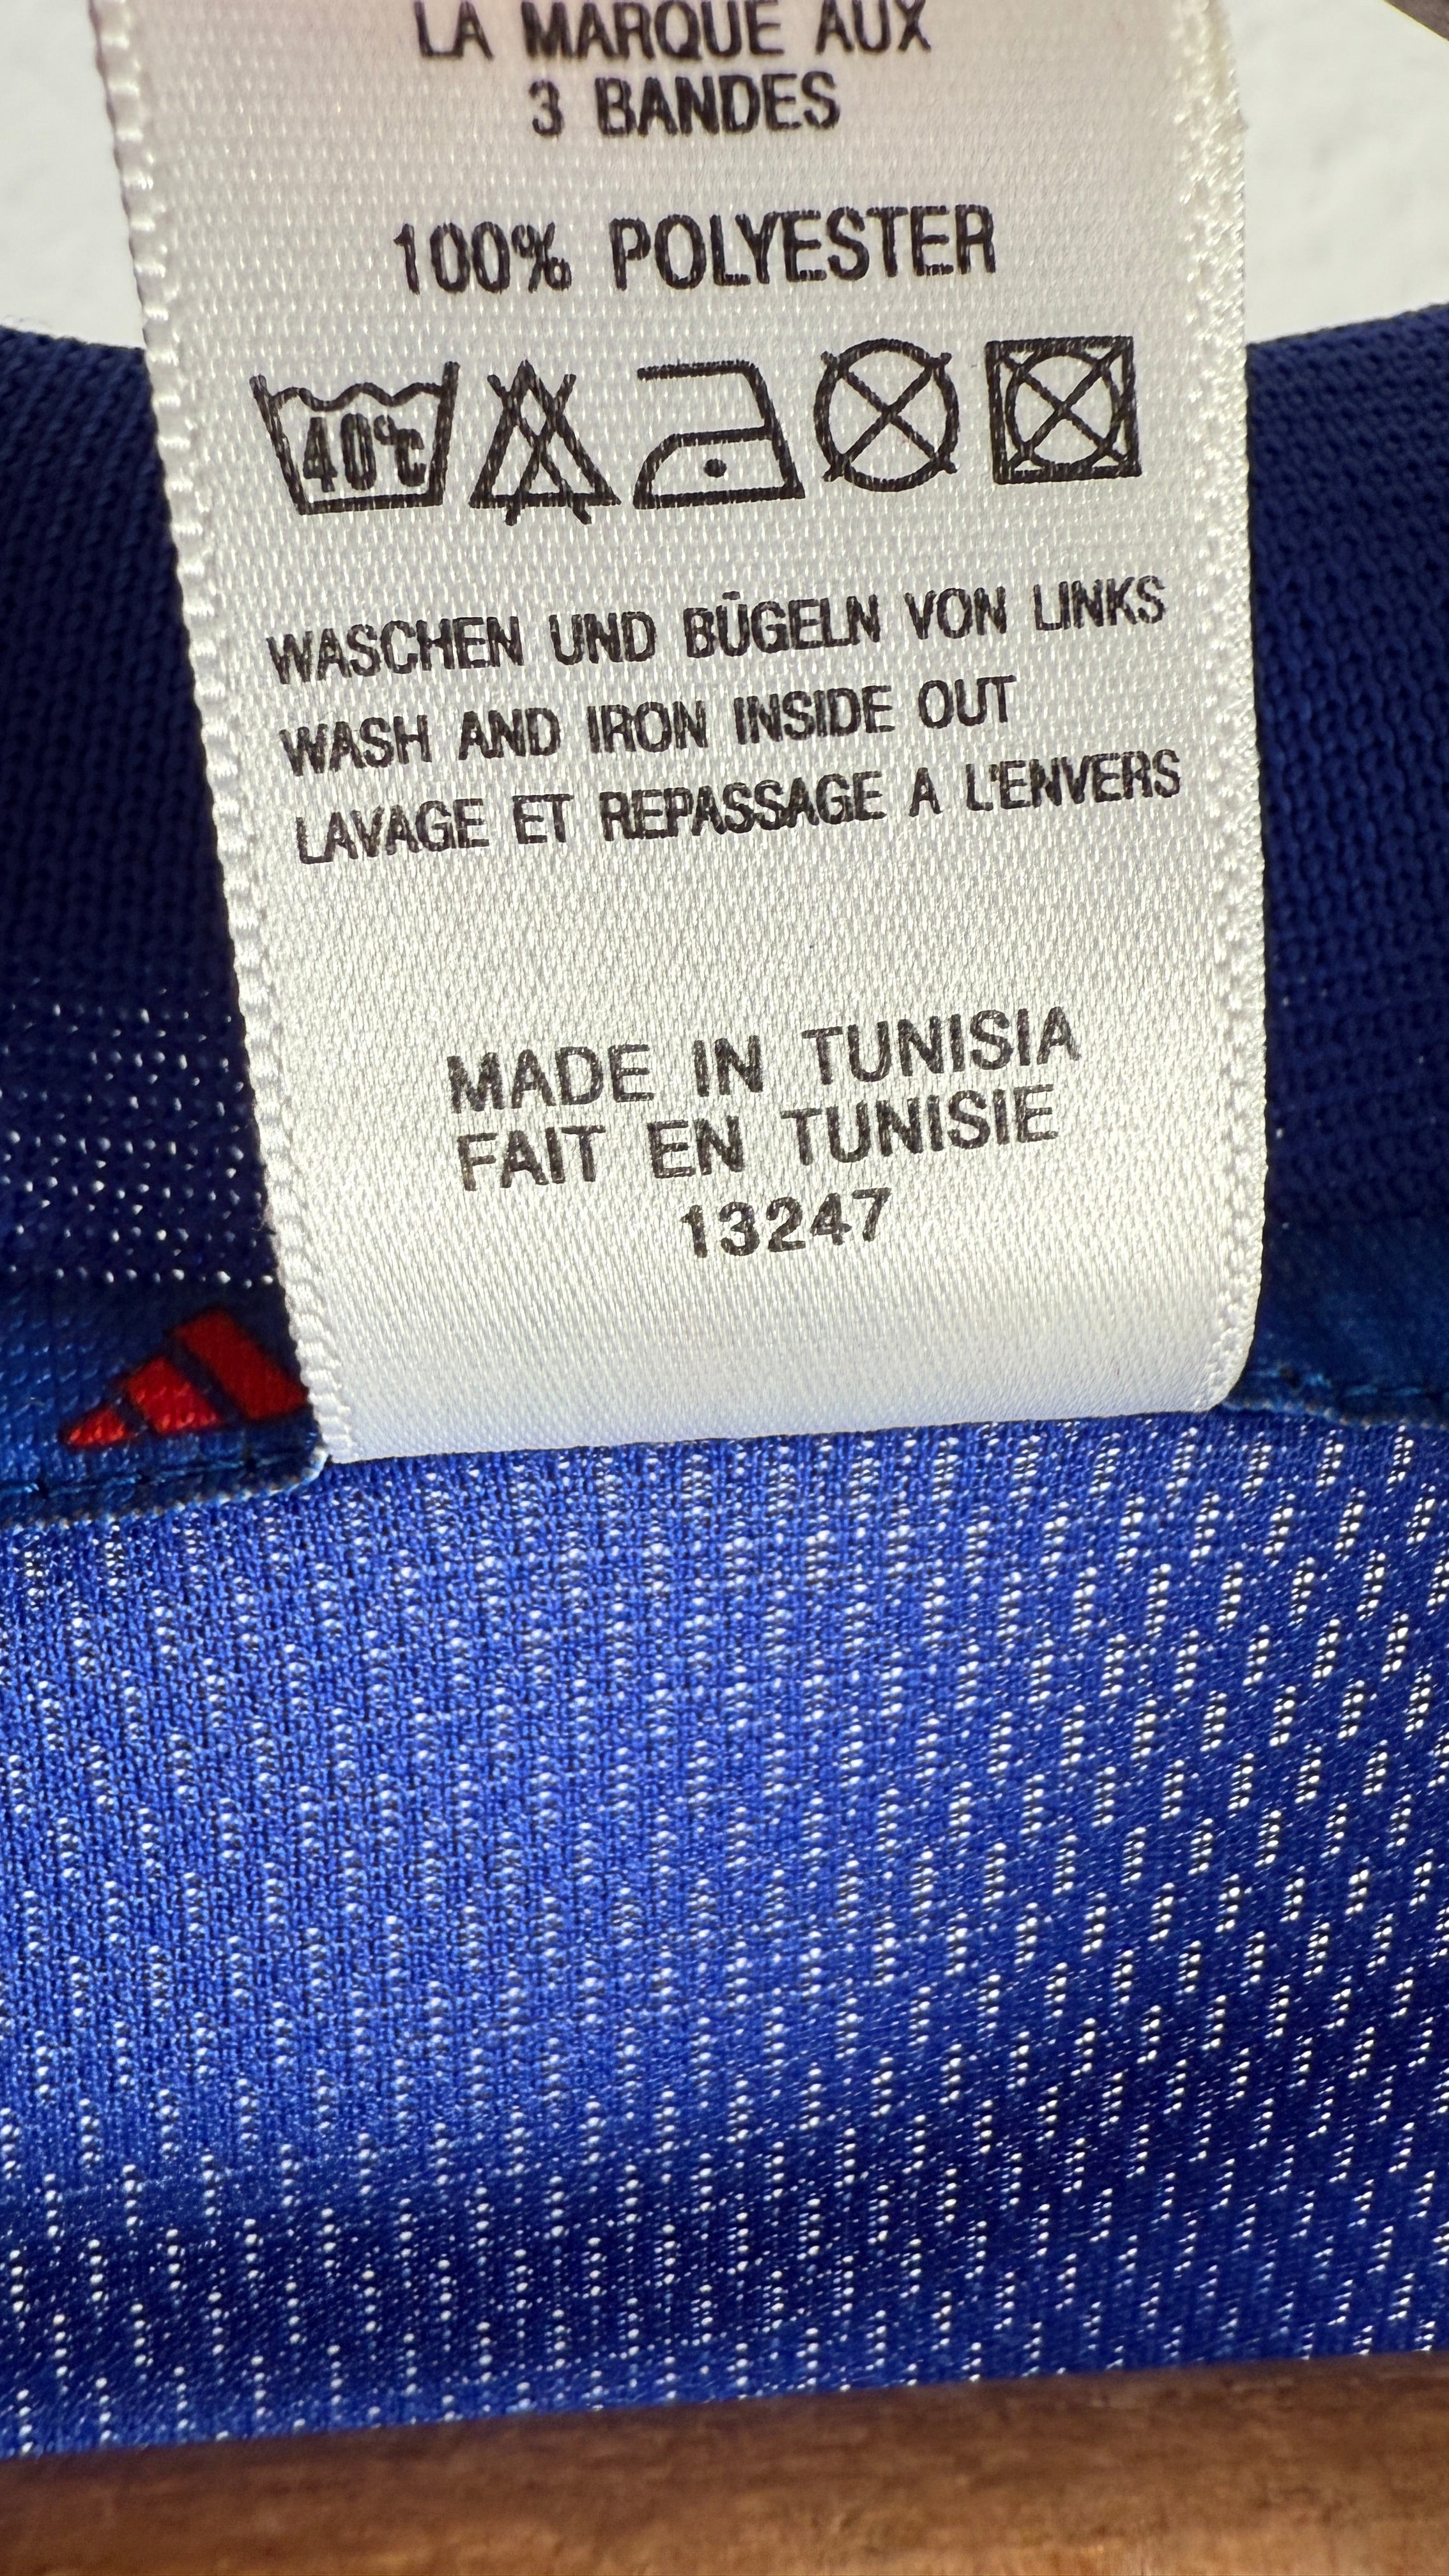 LA MARQUE AUX
3 BANDES
100% POLYESTER
40°C
WASCHEN UND BÜGELN VON LINKS
WASH AND IRON INSIDE OUT
LAVAGE ET REPASSAGE A L'ENVERS
MADE IN TUNISIA
FAIT EN TUNISIE
13247